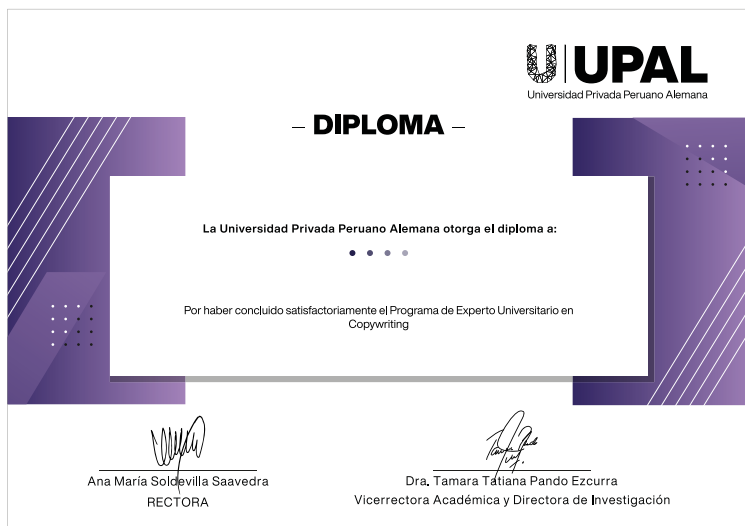 UPAL
Universidad Privada Peruano Alemana
– DIPLOMA –
La Universidad Privada Peruano Alemana otorga el diploma a:
Por haber concluido satisfactoriamente el Programa de Experto Universitario en
Copywriting
Ana María Soldevilla Saavedra
RECTORA
Dra. Tamara Tatiana Pando Ezcurra
Vicerrectora Académica y Directora de Investigación